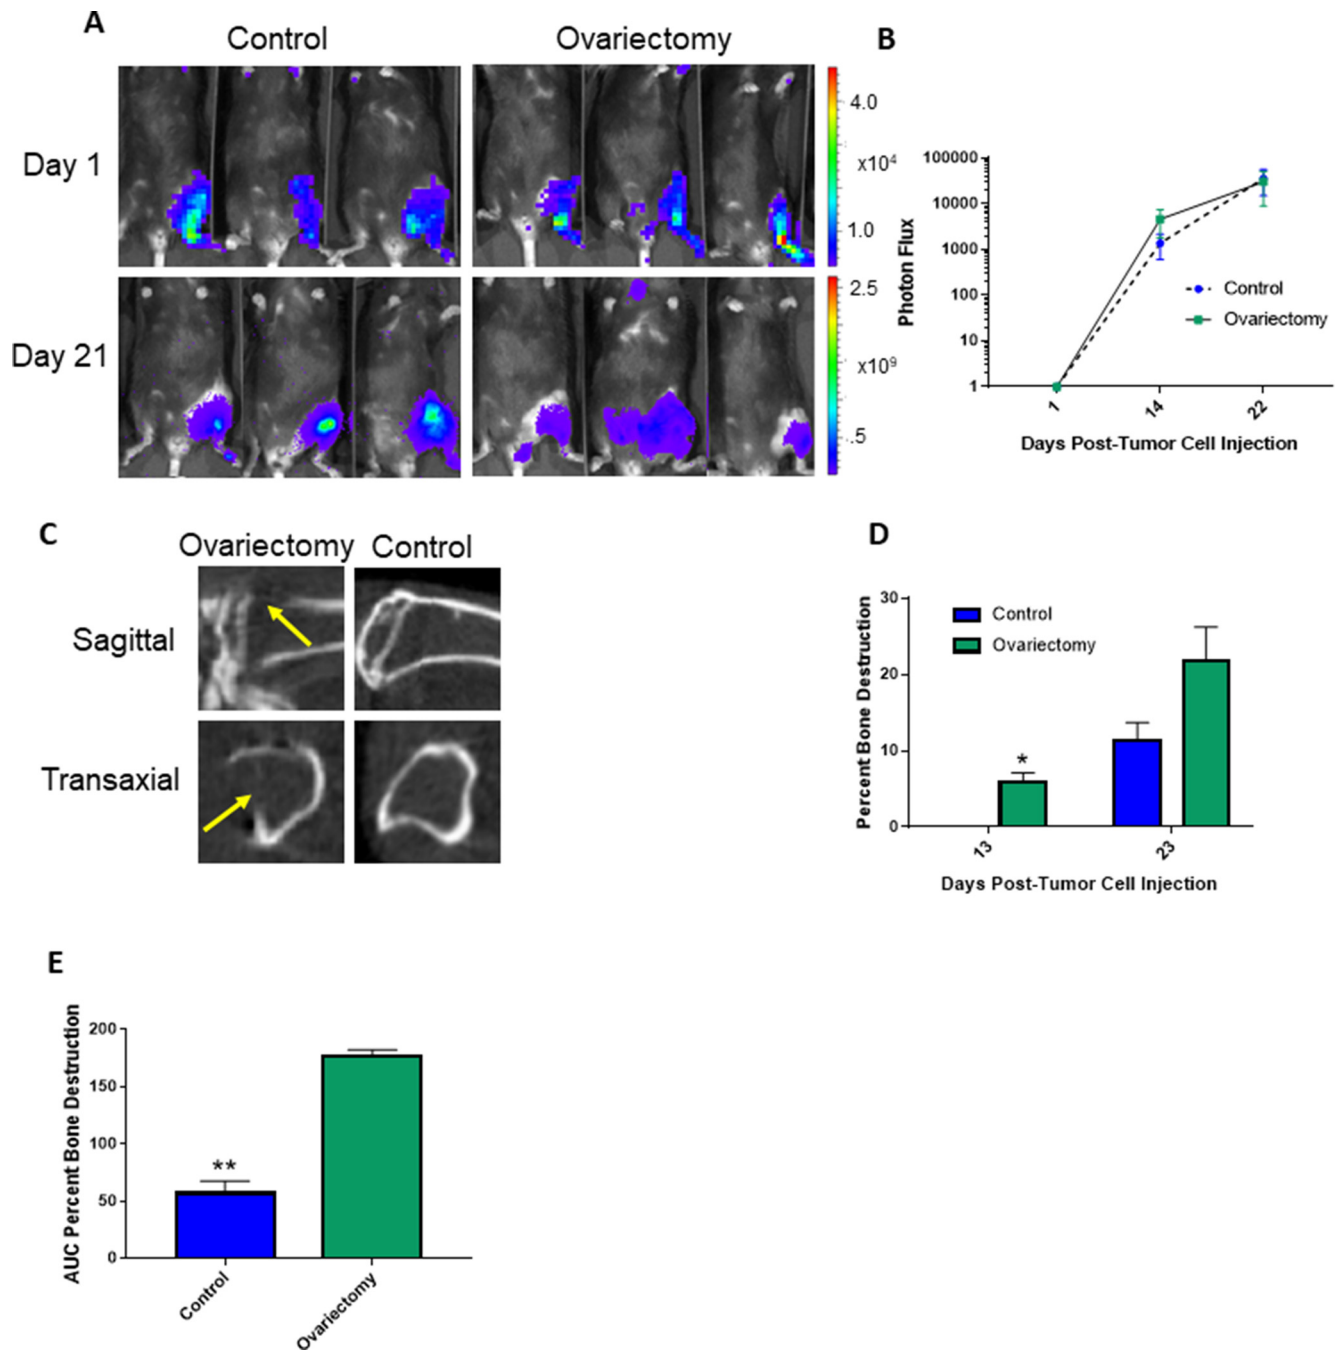 A
Control
Ovariectomy
Day 1
4.0
x10⁴
1.0
Day 21
2.5
x10⁹
.5
B
Photon Flux
100000
10000
1000
100
10
1
Control
Ovariectomy
1
14
22
Days Post-Tumor Cell Injection
C
Ovariectomy
Control
Sagittal
Transaxial
D
Percent Bone Destruction
30
20
10
0
Control
Ovariectomy
*
13
23
Days Post-Tumor Cell Injection
E
AUC Percent Bone Destruction
200
150
100
50
0
**
Control
Ovariectomy